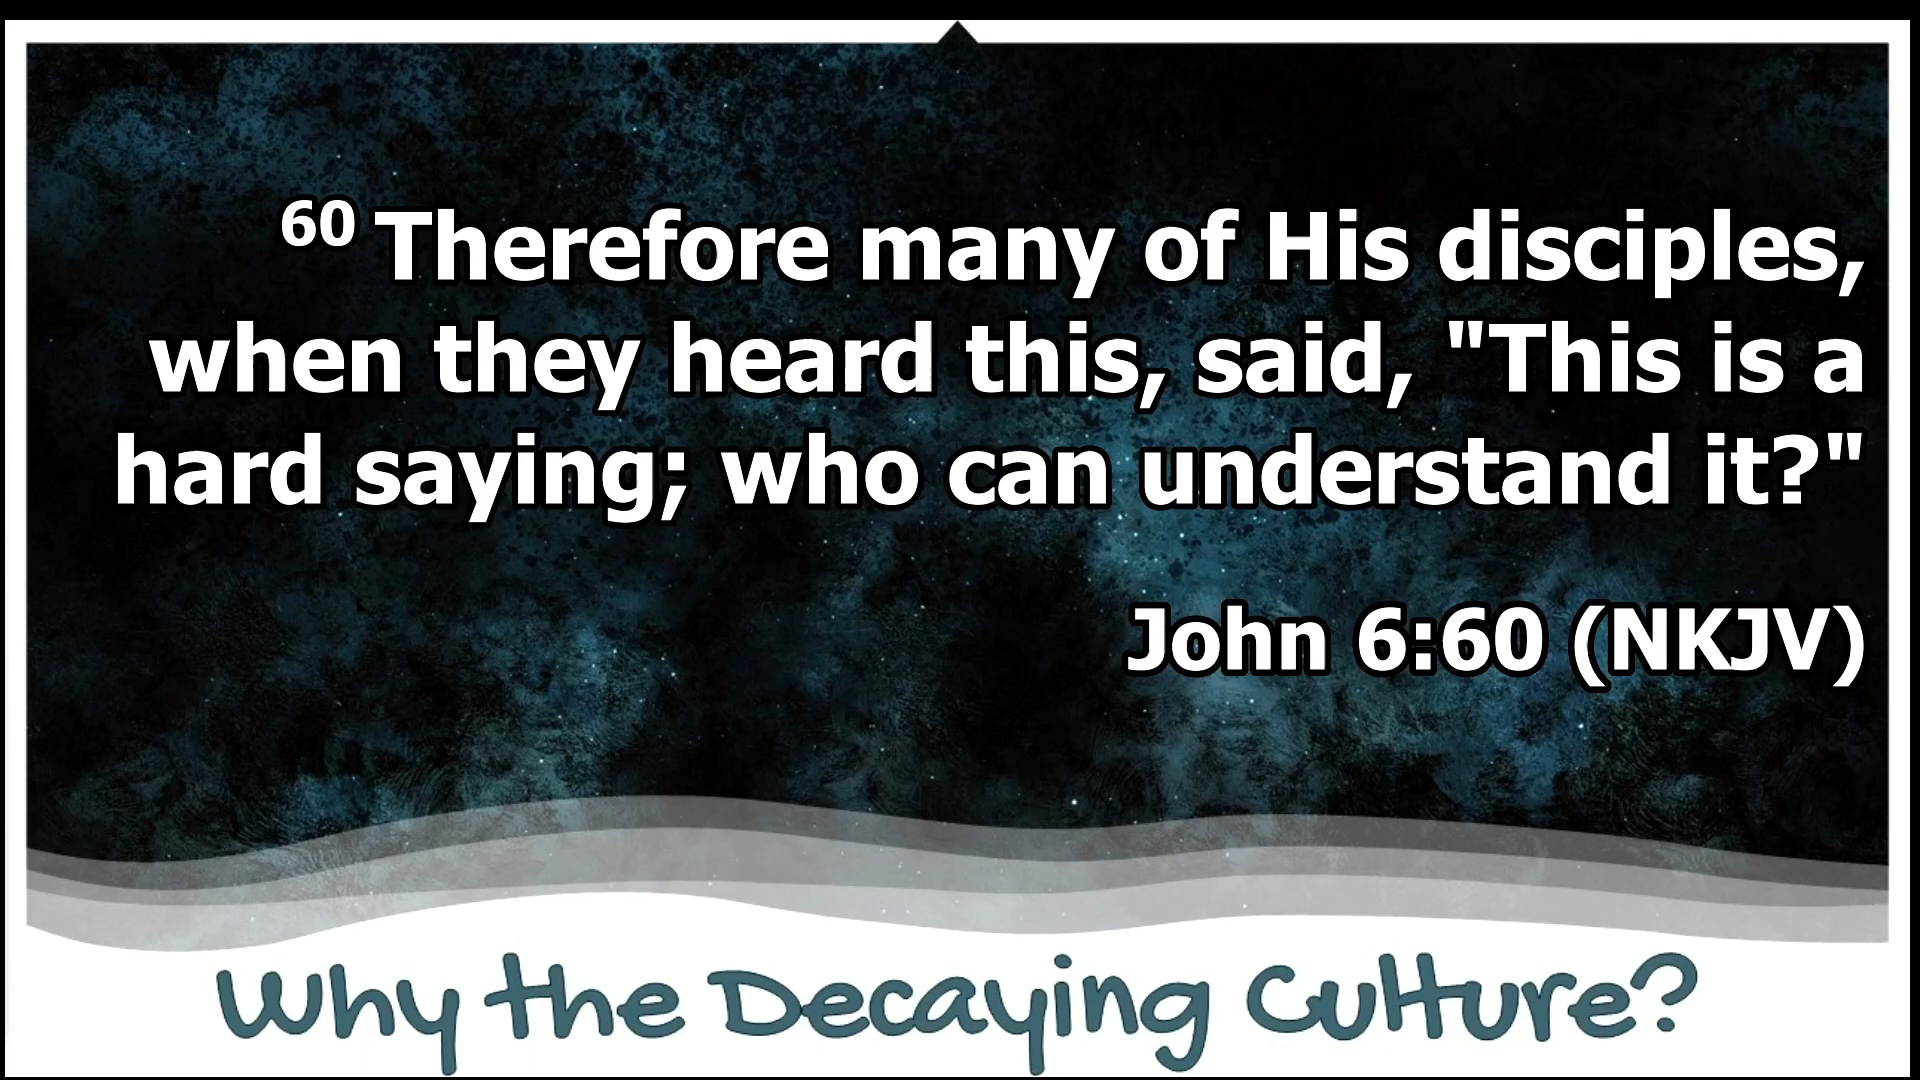 60 Therefore many of His disciples,
when they heard this, said, "This is a
hard saying; who can understand it?"
John 6:60 (NKJV)
Why the Decaying Culture?